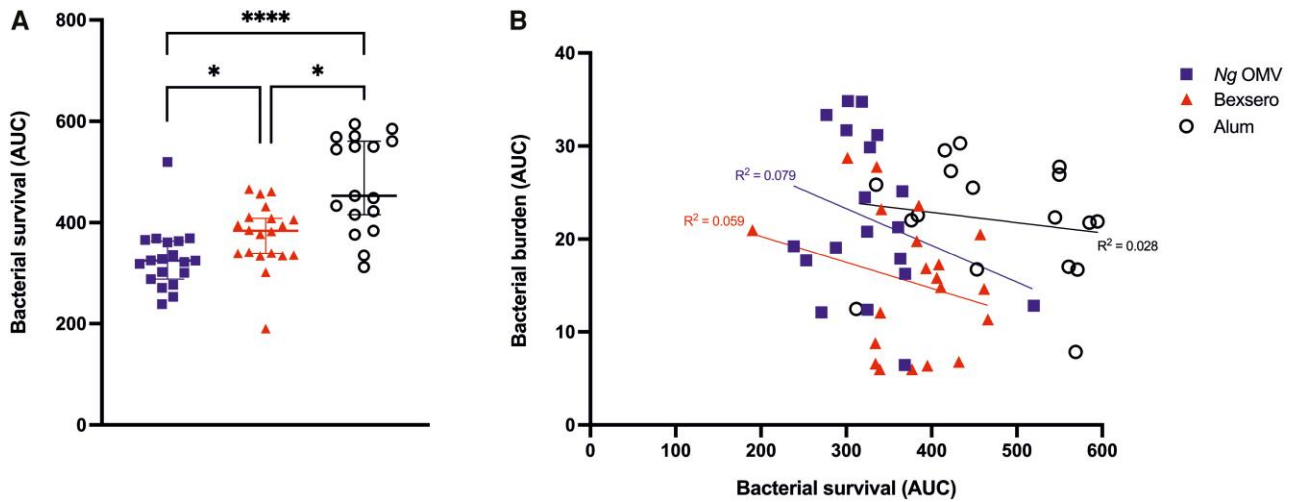 A
****
*
*
800
600
400
200
0
Bacterial survival (AUC)
B
40
30
20
10
0
Bacterial burden (AUC)
R² = 0.079
R² = 0.059
R² = 0.028
0 100 200 300 400 500 600
Bacterial survival (AUC)
Ng OMV
Bexsero
Alum